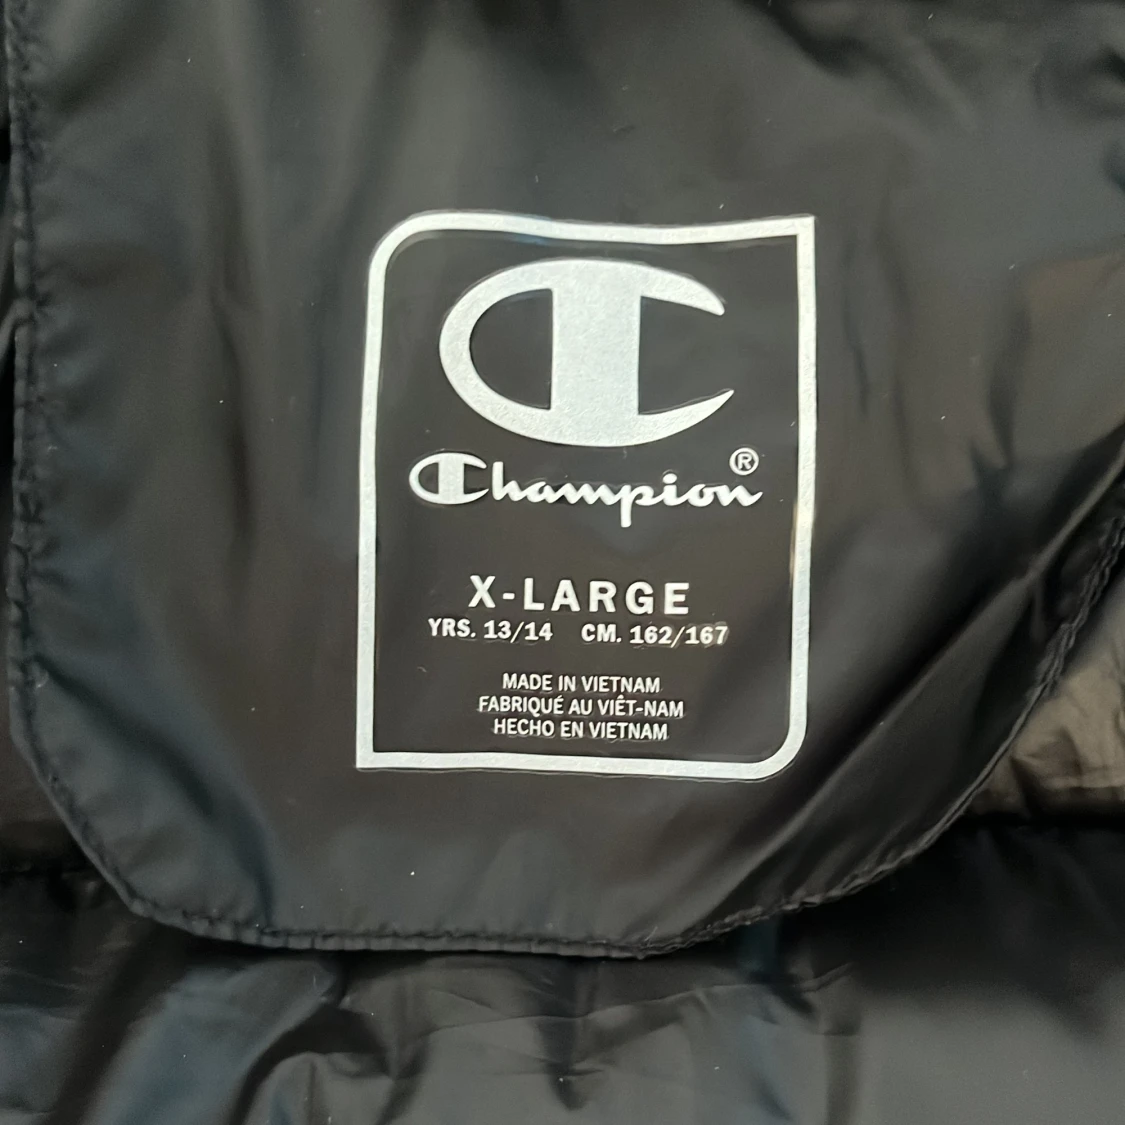 Champion®
X-LARGE
YRS. 13/14 CM. 162/167
MADE IN VIETNAM
FABRIQUÉ AU VIÊT-NAM
HECHO EN VIETNAM